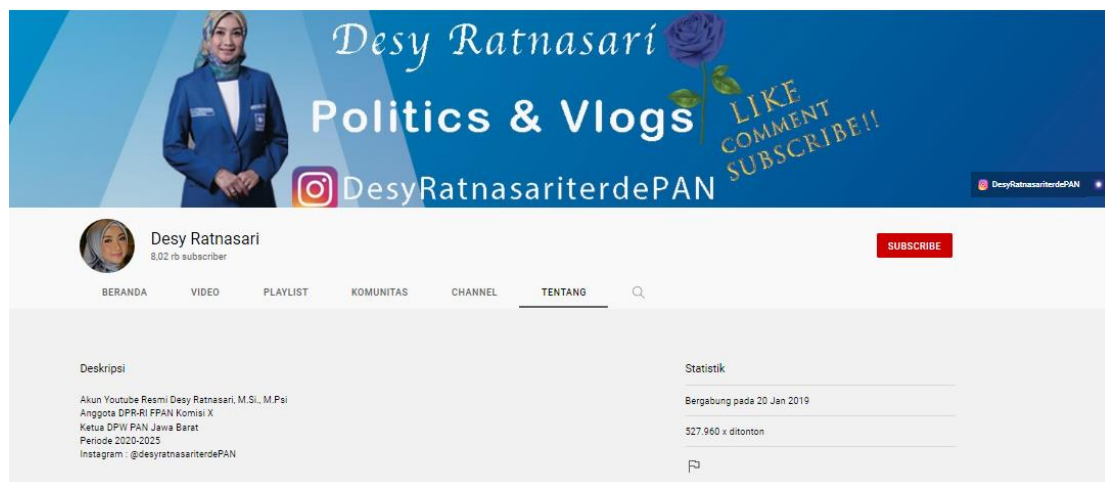 Desy Ratnasari
Politics & Vlogs
LIKE
COMMENT
SUBSCRIBE!!
DesyRatnasariterdePAN
DesyRatnasariterdePAN
Desy Ratnasari
8,02 rb subscriber
SUBSCRIBE
BERANDA VIDEO PLAYLIST KOMUNITAS CHANNEL TENTANG
Deskripsi
Akun Youtube Resmi Desy Ratnasari, M.Si., M.Psi
Anggota DPR-RI FPAN Komisi X
Ketua DPW PAN Jawa Barat
Periode 2020-2025
Instagram : @desyratnasariterdePAN
Statistik
Bergabung pada 20 Jan 2019
527.960 x ditonton